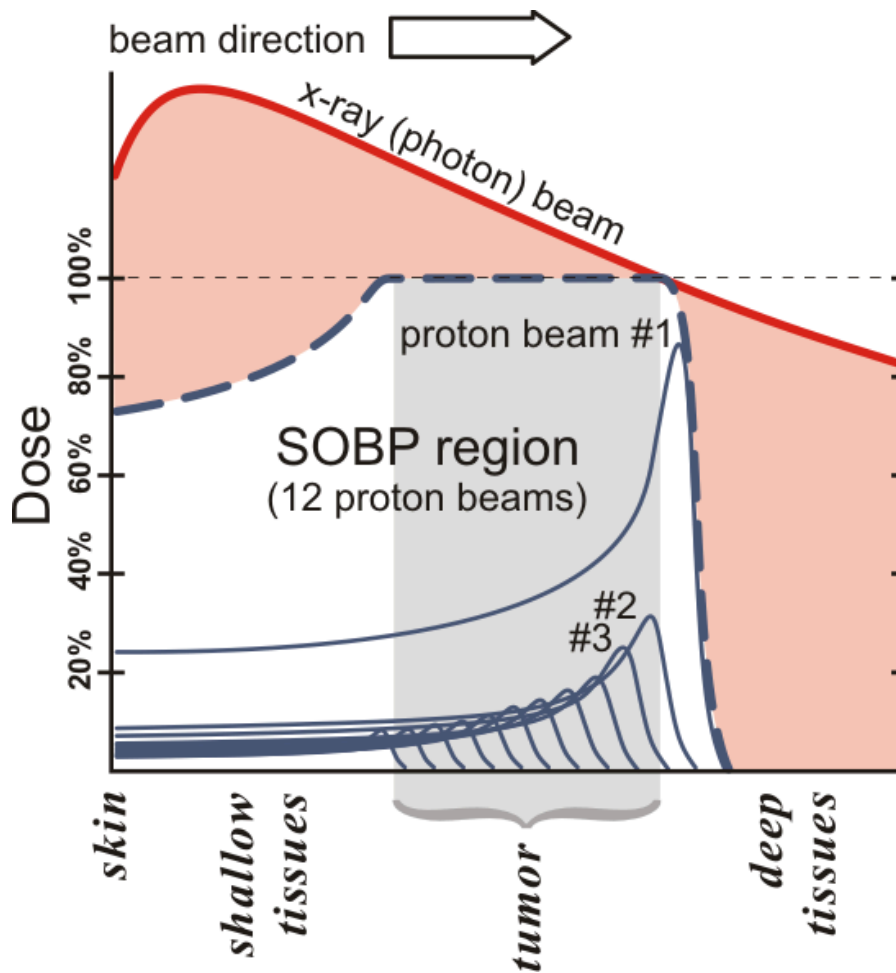 beam direction
x-ray (photon) beam
100%
80%
60%
40%
20%
Dose
proton beam #1
SOBP region
(12 proton beams)
#2
#3
skin
shallow
tissues
tumor
deep
tissues